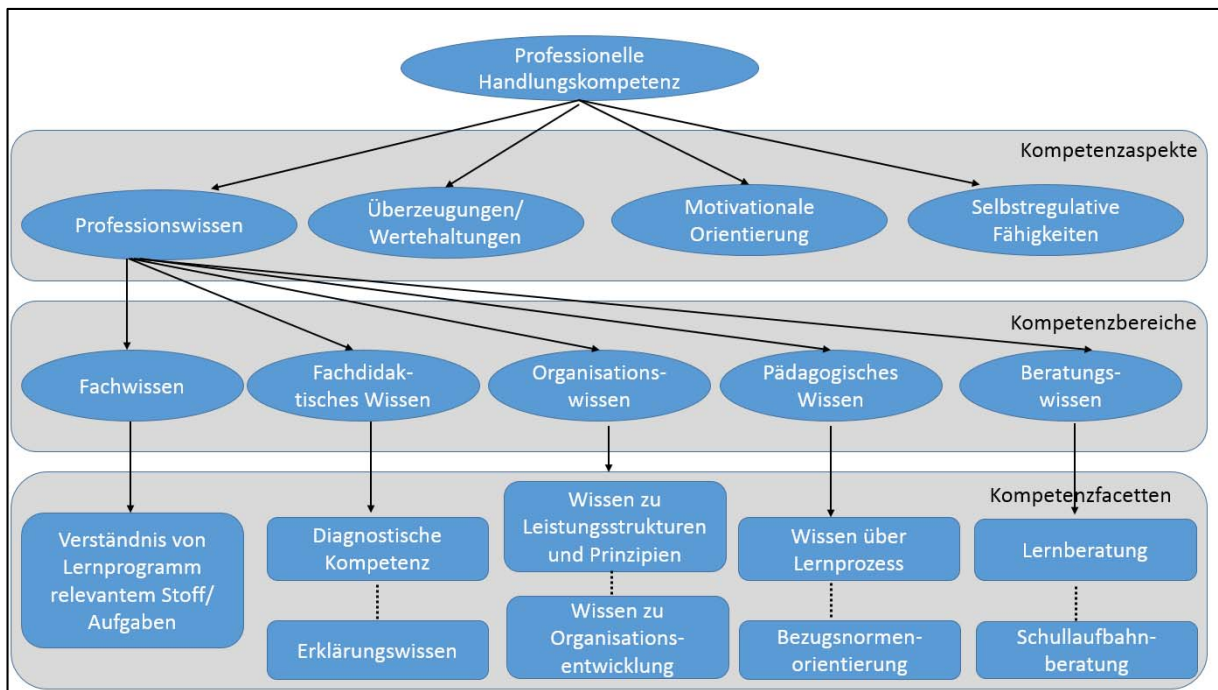 Professionelle
Handlungskompetenz
Kompetenzaspekte
Professionswissen
Überzeugungen/
Wertehaltungen
Motivationale
Orientierung
Selbstregulative
Fähigkeiten
Kompetenzbereiche
Fachwissen
Fachdidak-
tisches Wissen
Organisations-
wissen
Pädagogisches
Wissen
Beratungs-
wissen
Kompetenzfacetten
Verständnis von
Lernprogramm
relevantem Stoff/
Aufgaben
Diagnostische
Kompetenz
Erklärungswissen
Wissen zu
Leistungsstrukturen
und Prinzipien
Wissen zu
Organisations-
entwicklung
Wissen über
Lernprozess
Bezugsnormen-
orientierung
Lernberatung
Schullaufbahn-
beratung